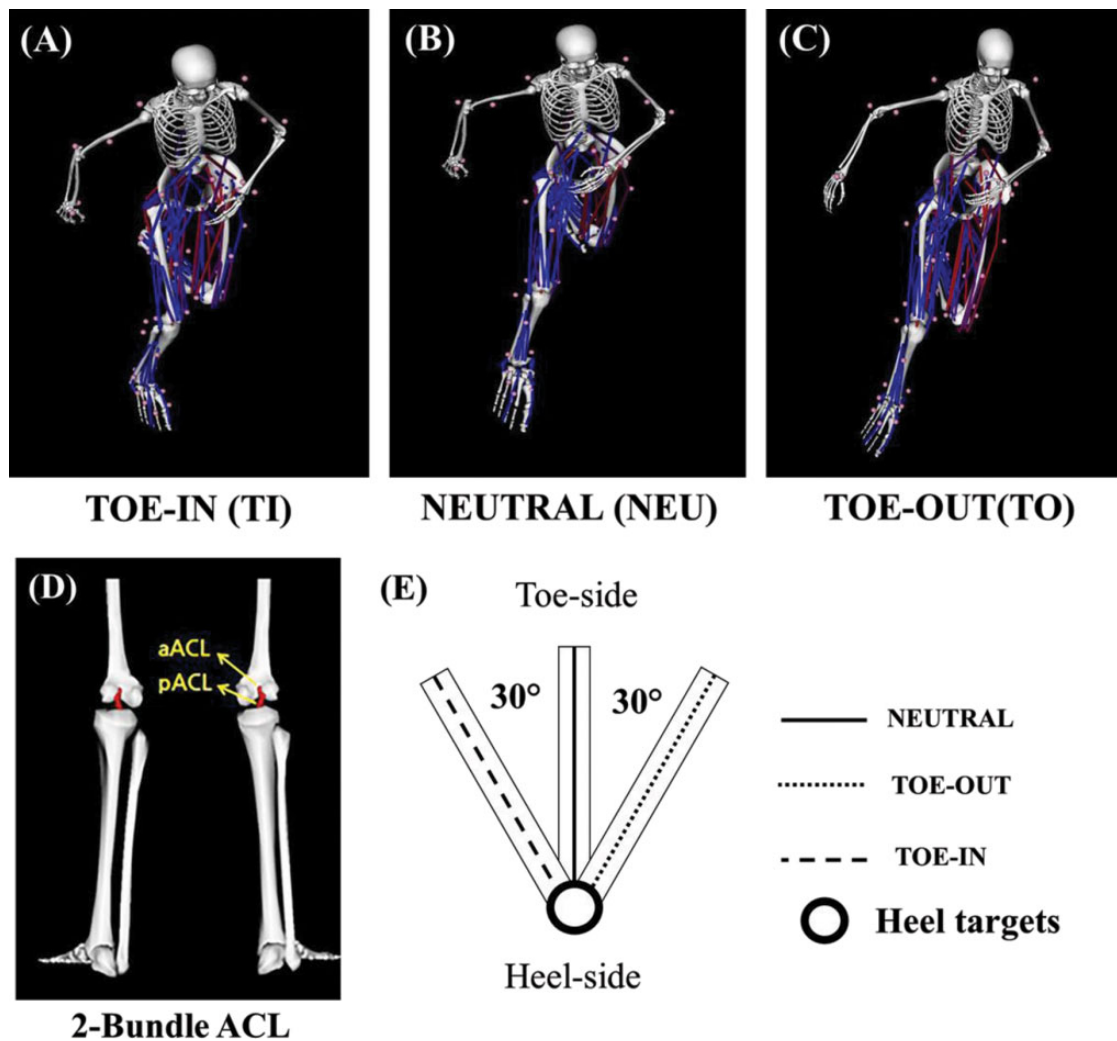 (A)
(B)
(C)
TOE-IN (TI)
NEUTRAL (NEU)
TOE-OUT(TO)
(D)
aACL
pACL
2-Bundle ACL
(E)
Toe-side
30°
30°
Heel-side
NEUTRAL
TOE-OUT
TOE-IN
Heel targets